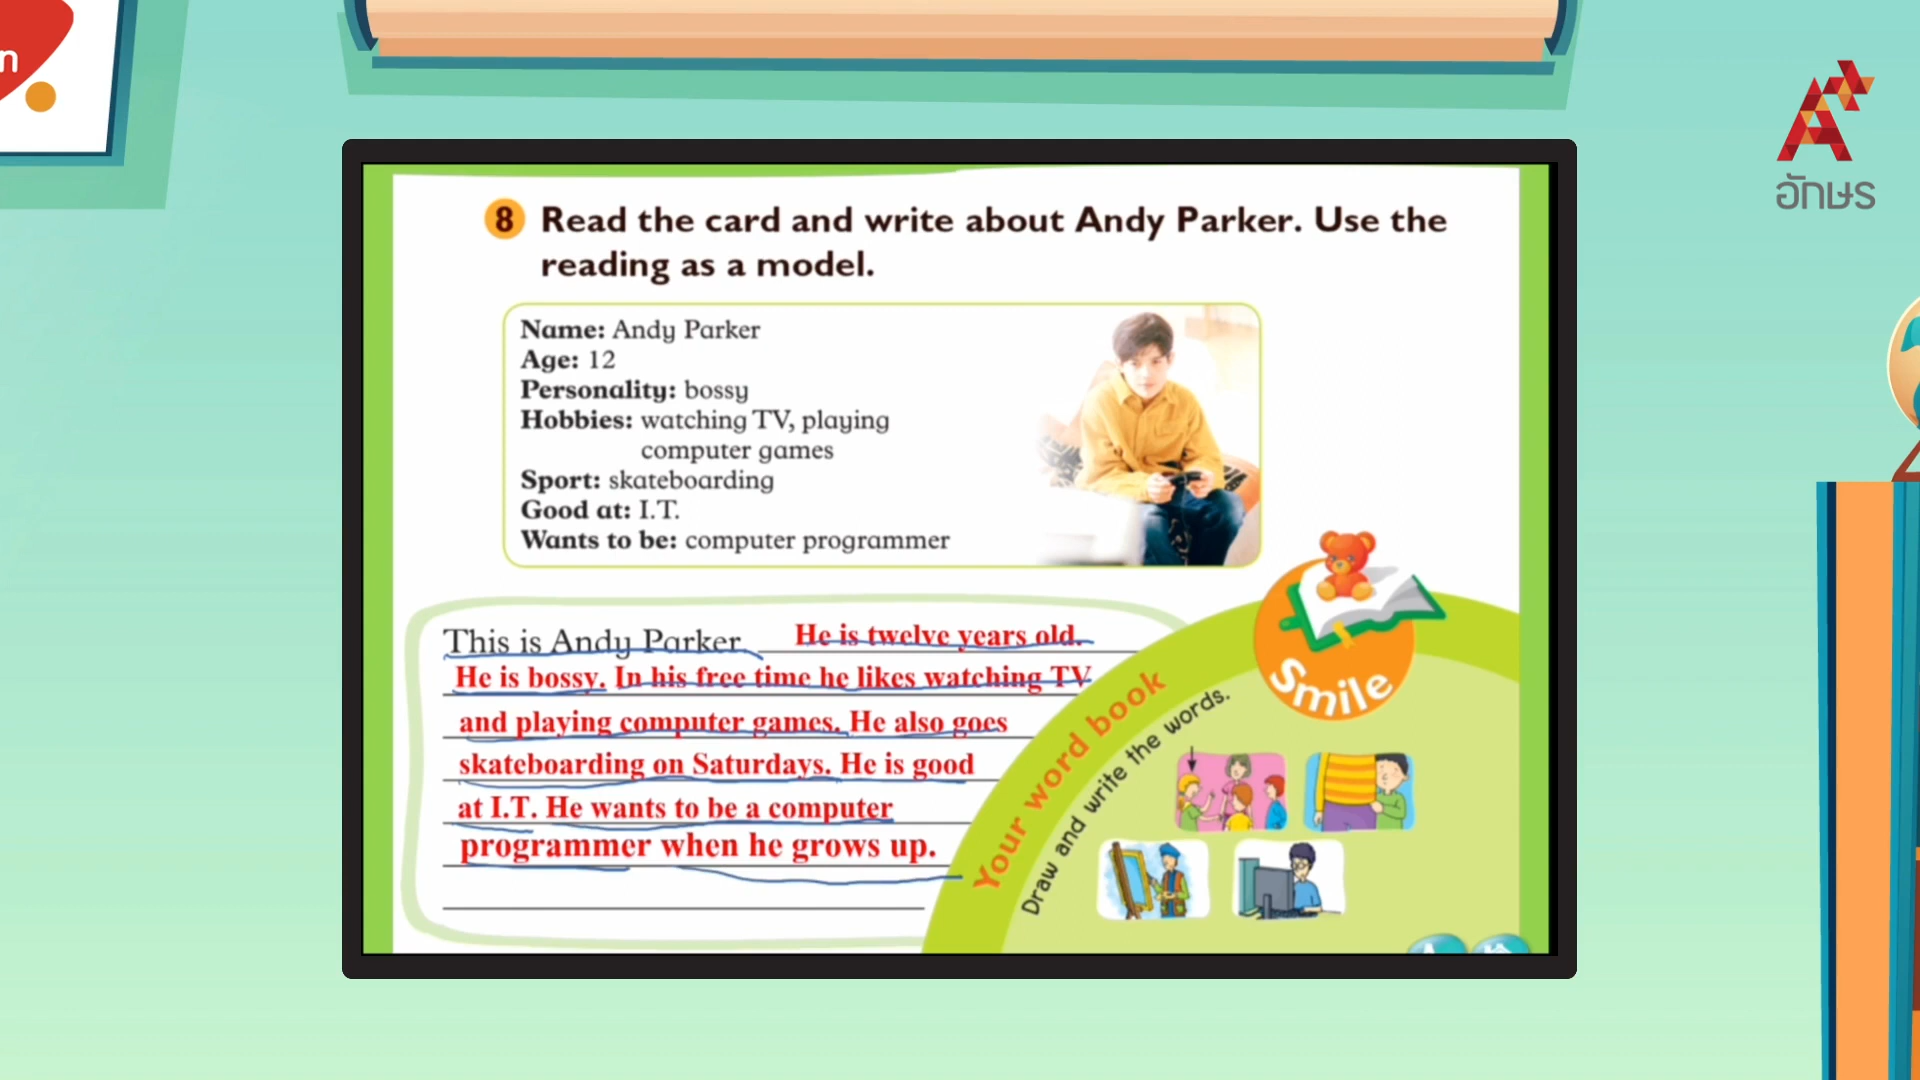 n
อักษร
8 Read the card and write about Andy Parker. Use the
reading as a model.
Name: Andy Parker
Age: 12
Personality: bossy
Hobbies: watching TV, playing
computer games
Sport: skateboarding
Good at: I.T.
Wants to be: computer programmer
This is Andy Parker. He is twelve years old.
He is bossy. In his free time he likes watching TV
and playing computer games. He also goes
skateboarding on Saturdays. He is good
at I.T. He wants to be a computer
programmer when he grows up.
Smile
Your word book
Draw and write the words.